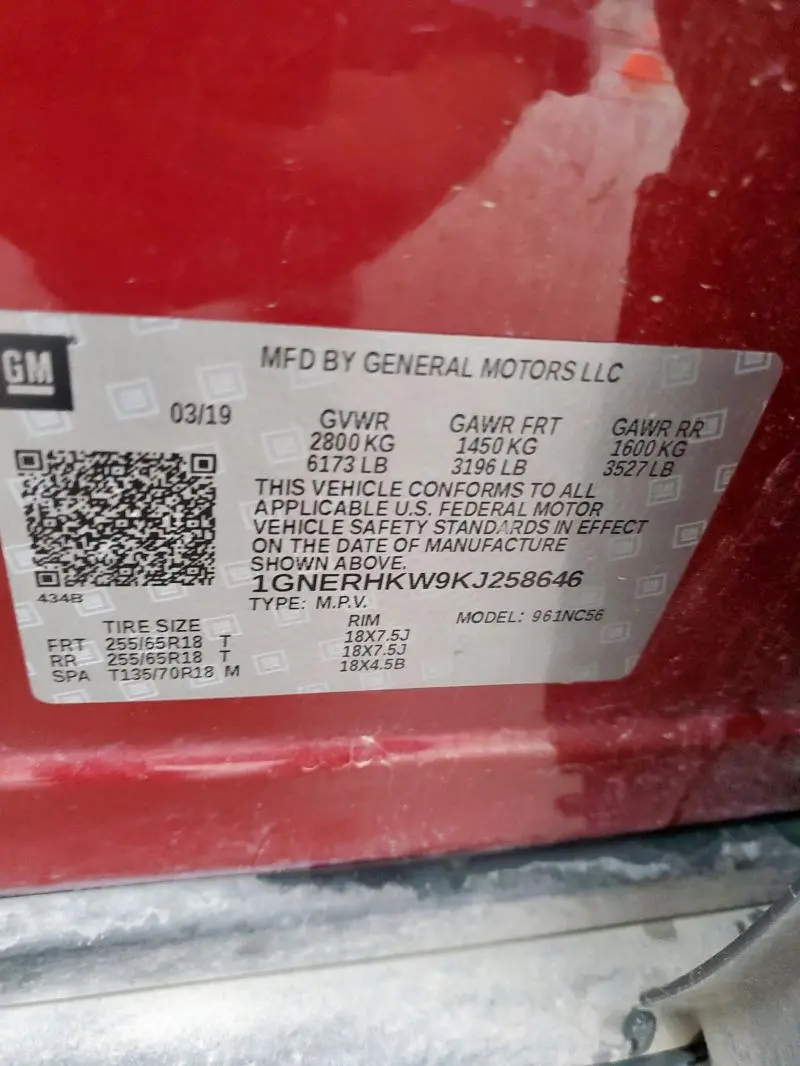 GM
MFD BY GENERAL MOTORS LLC
03/19 GVWR GAWR FRT GAWR RR
2800 KG 1450 KG 1600 KG
6173 LB 3196 LB 3527 LB
THIS VEHICLE CONFORMS TO ALL
APPLICABLE U.S. FEDERAL MOTOR
VEHICLE SAFETY STANDARDS IN EFFECT
ON THE DATE OF MANUFACTURE
SHOWN ABOVE.
1GNERHKW9KJ258646
434B
TYPE: M.P.V. MODEL: 961NC56
TIRE SIZE RIM
FRT 255/65R18 T 18X7.5J
RR 255/65R18 T 18X7.5J
SPA T135/70R18 M 18X4.5B